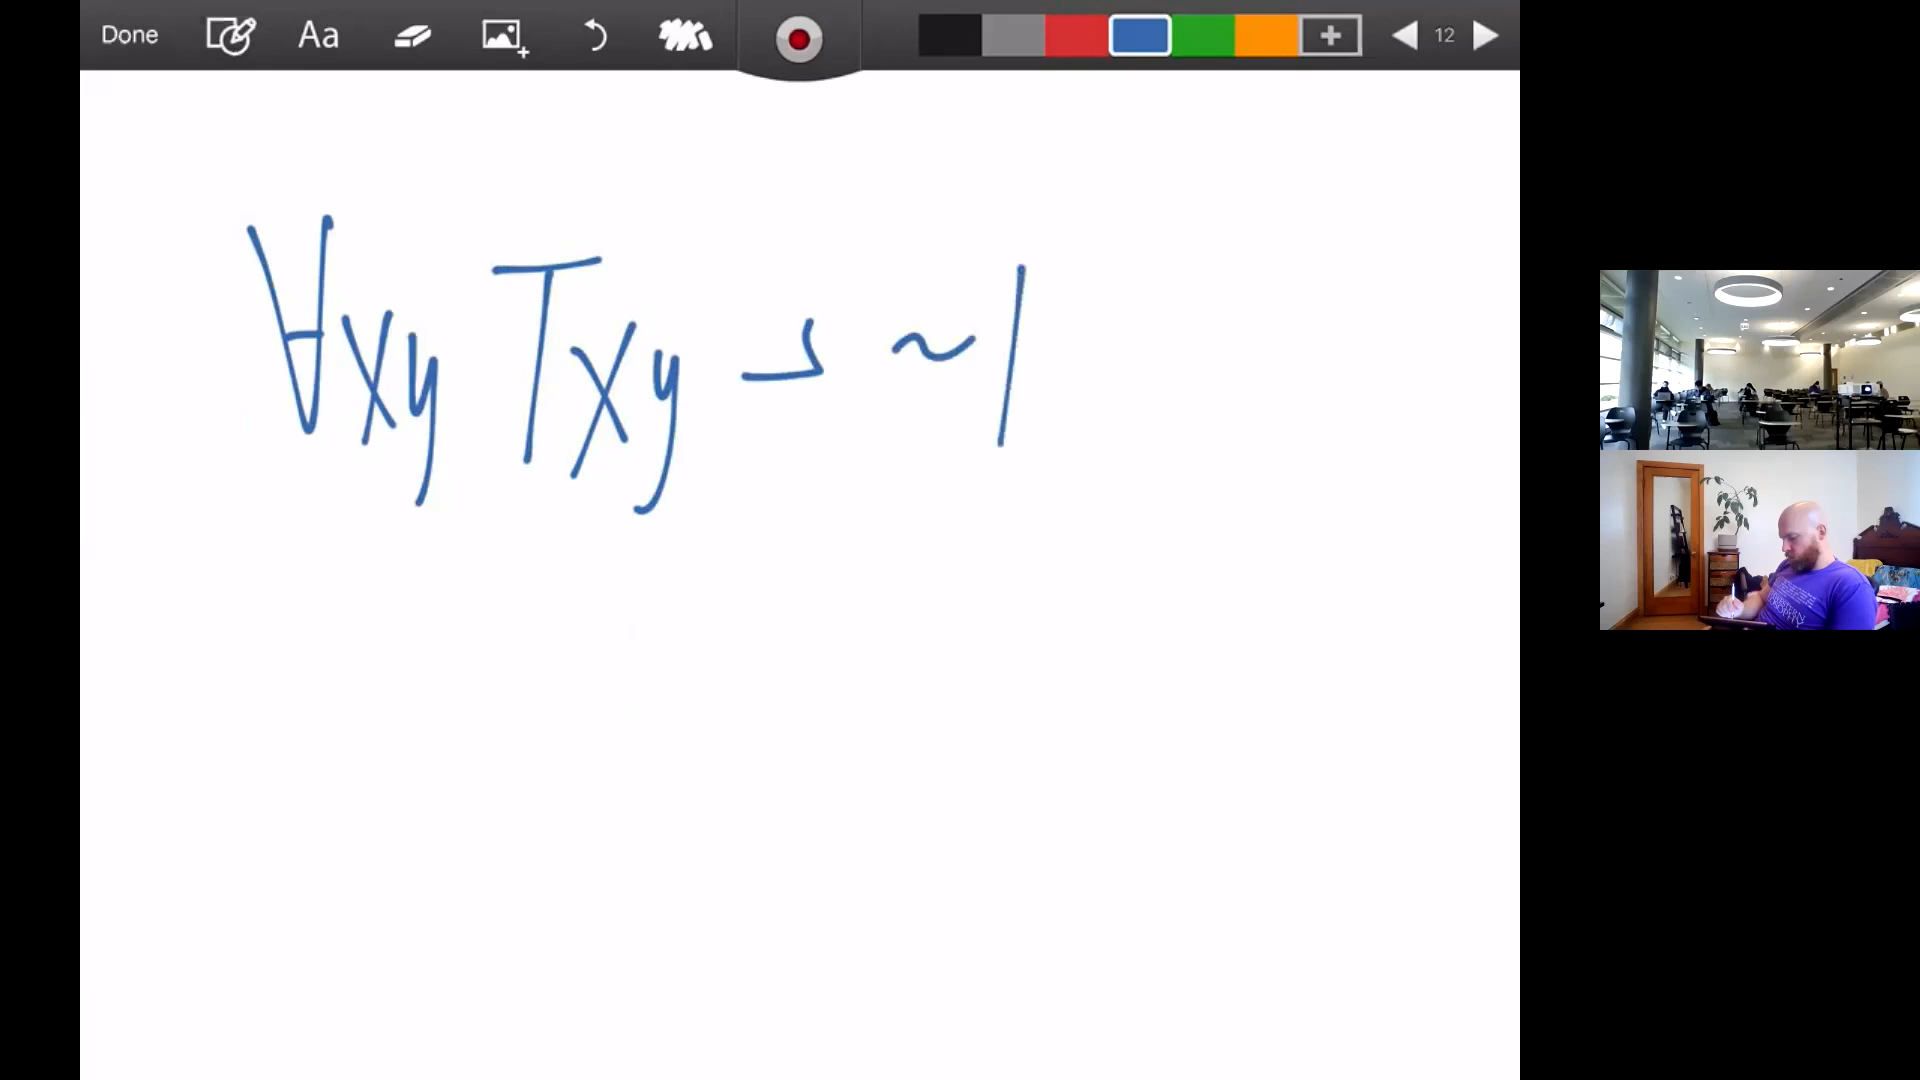 Done Aa 12
∀xy Txy → ~|